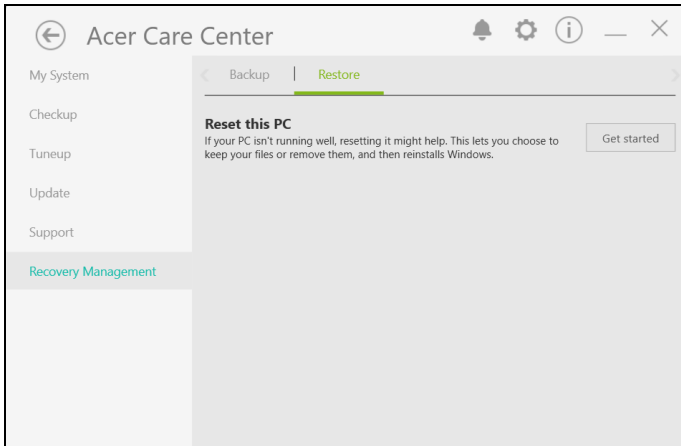 Acer Care Center
My System
Checkup
Tuneup
Update
Support
Recovery Management
Backup | Restore
Reset this PC
If your PC isn't running well, resetting it might help. This lets you choose to
keep your files or remove them, and then reinstalls Windows.
Get started